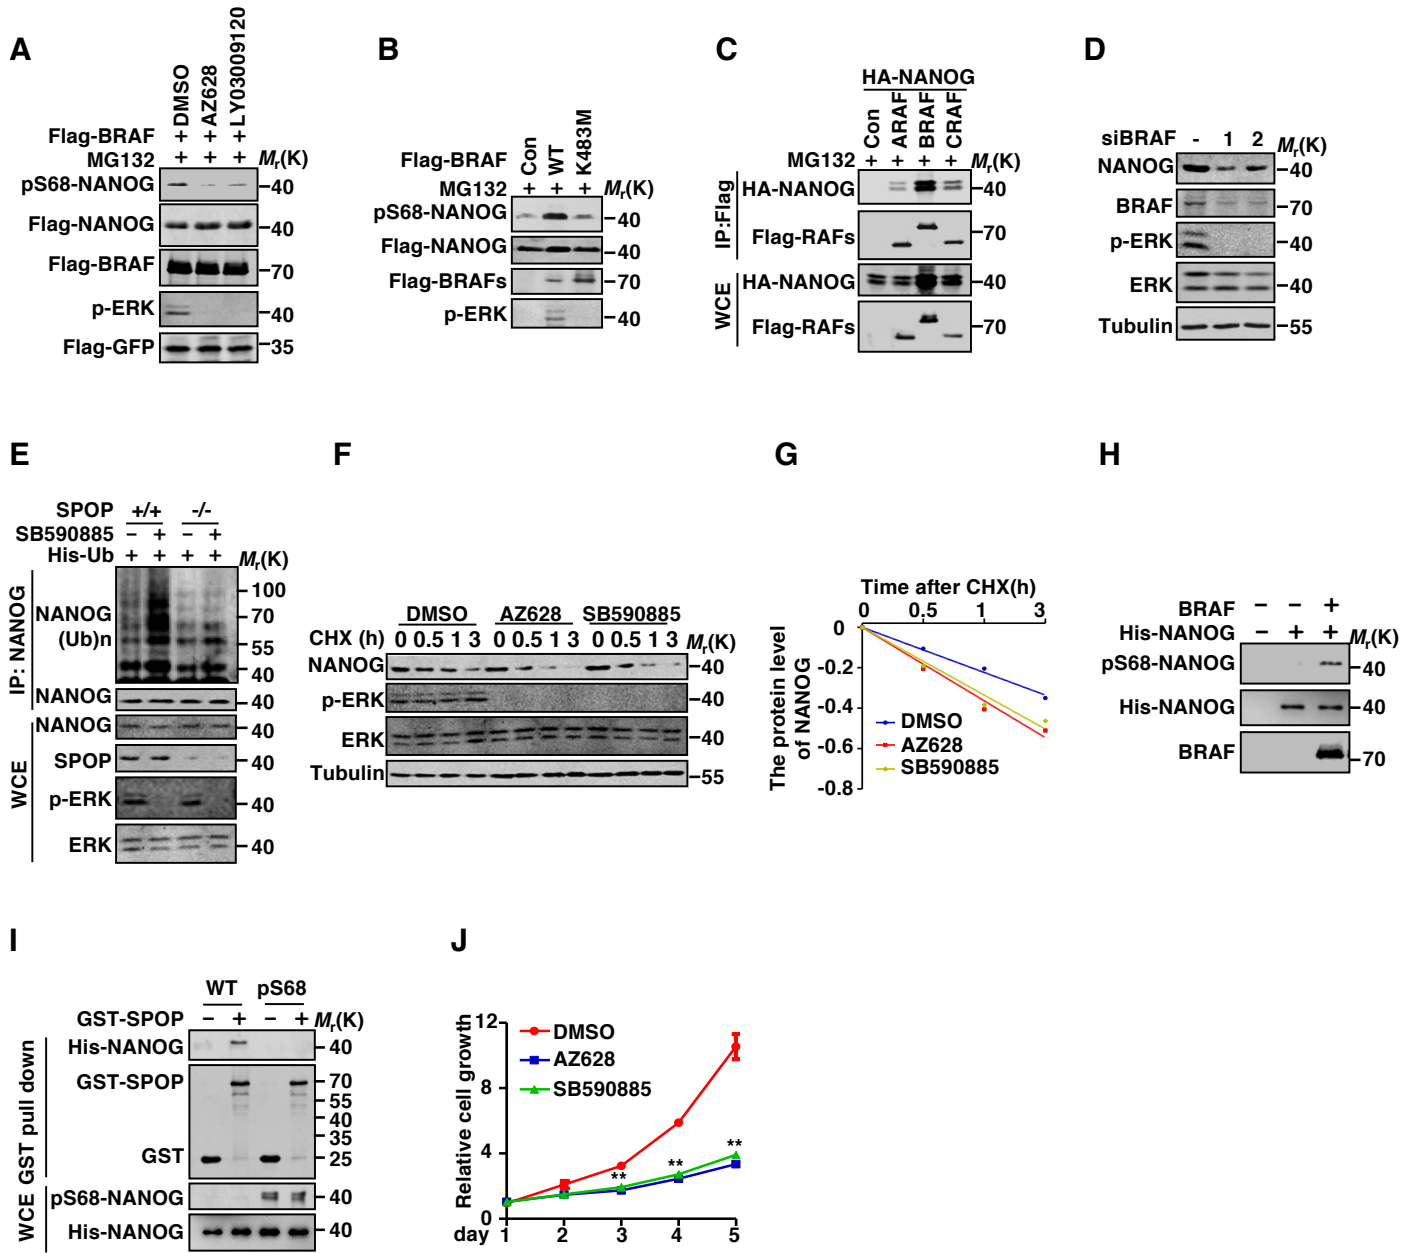 A
DMSO
AZ628
LY03009120
Flag-BRAF + + +
MG132 + + + Mr(K)
pS68-NANOG 40
Flag-NANOG 40
Flag-BRAF 70
p-ERK 40
Flag-GFP 35
B
Con
WT
K483M
Flag-BRAF
MG132 + + + Mr(K)
pS68-NANOG 40
Flag-NANOG 40
Flag-BRAFs 70
p-ERK 40
C
HA-NANOG
Con
ARAF
BRAF
CRAF
MG132 + + + + Mr(K)
IP:Flag
HA-NANOG 40
Flag-RAFs 70
WCE
HA-NANOG 40
Flag-RAFs 70
D
siBRAF - 1 2 Mr(K)
NANOG 40
BRAF 70
p-ERK 40
ERK 40
Tubulin 55
E
SPOP +/+ -/-
SB590885 − + − +
His-Ub + + + + Mr(K)
IP: NANOG
NANOG
(Ub)n
100
70
55
40
NANOG 40
WCE
NANOG 40
SPOP 40
p-ERK 40
ERK 40
F
DMSO AZ628 SB590885
CHX (h) 0 0.5 1 3 0 0.5 1 3 0 0.5 1 3 Mr(K)
NANOG 40
p-ERK 40
ERK 40
Tubulin 55
G
Time after CHX(h)
0 0.5 1 3
The protein level
of NANOG
0
-0.2
-0.4
-0.6
-0.8
DMSO
AZ628
SB590885
H
BRAF − − +
His-NANOG − + + Mr(K)
pS68-NANOG 40
His-NANOG 40
BRAF 70
I
WT pS68
GST-SPOP − + − + Mr(K)
GST pull down
His-NANOG 40
GST-SPOP 70
55
40
35
GST 25
WCE
pS68-NANOG 40
His-NANOG 40
J
Relative cell growth
12
8
4
0
DMSO
AZ628
SB590885
** ** **
day 1 2 3 4 5